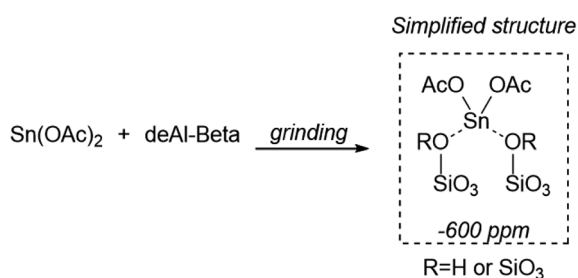 Simplified structure
AcO OAc
Sn
RO OR
SiO₃ SiO₃
-600 ppm
Sn(OAc)₂ + deAl-Beta grinding
R=H or SiO₃